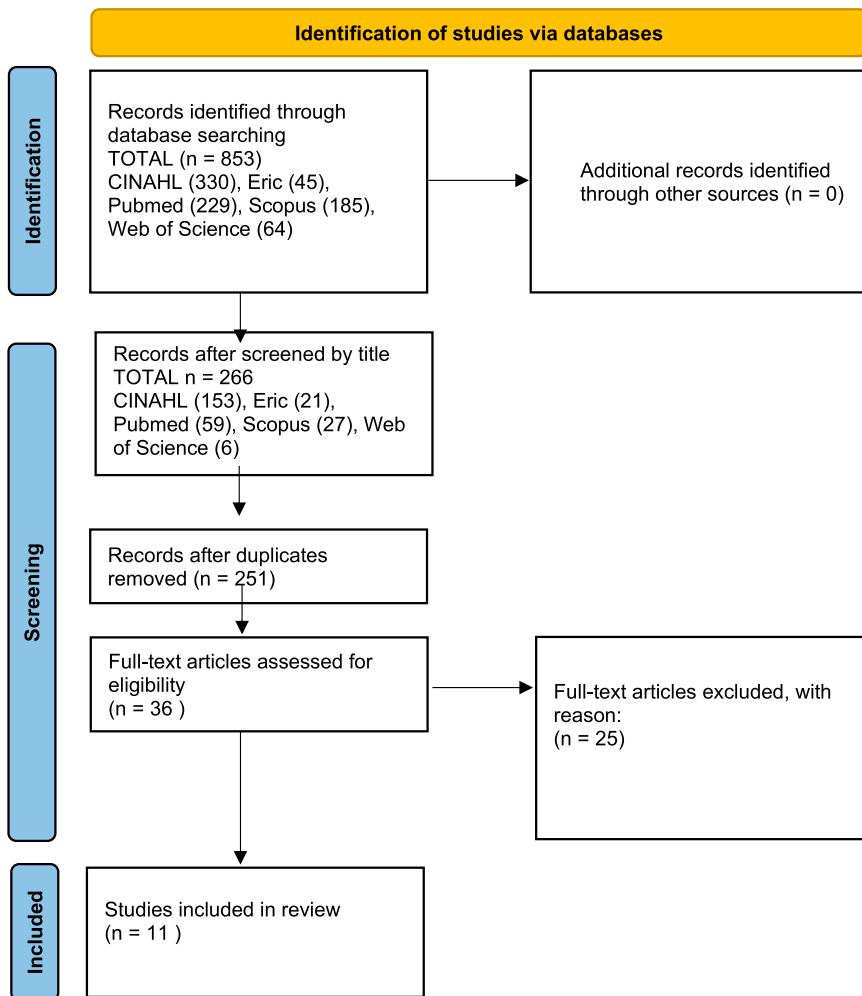 Identification of studies via databases
Identification
Records identified through
database searching
TOTAL (n = 853)
CINAHL (330), Eric (45),
Pubmed (229), Scopus (185),
Web of Science (64)
Additional records identified
through other sources (n = 0)
Screening
Records after screened by title
TOTAL n = 266
CINAHL (153), Eric (21),
Pubmed (59), Scopus (27), Web
of Science (6)
Records after duplicates
removed (n = 251)
Full-text articles assessed for
eligibility
(n = 36 )
Full-text articles excluded, with
reason:
(n = 25)
Included
Studies included in review
(n = 11 )